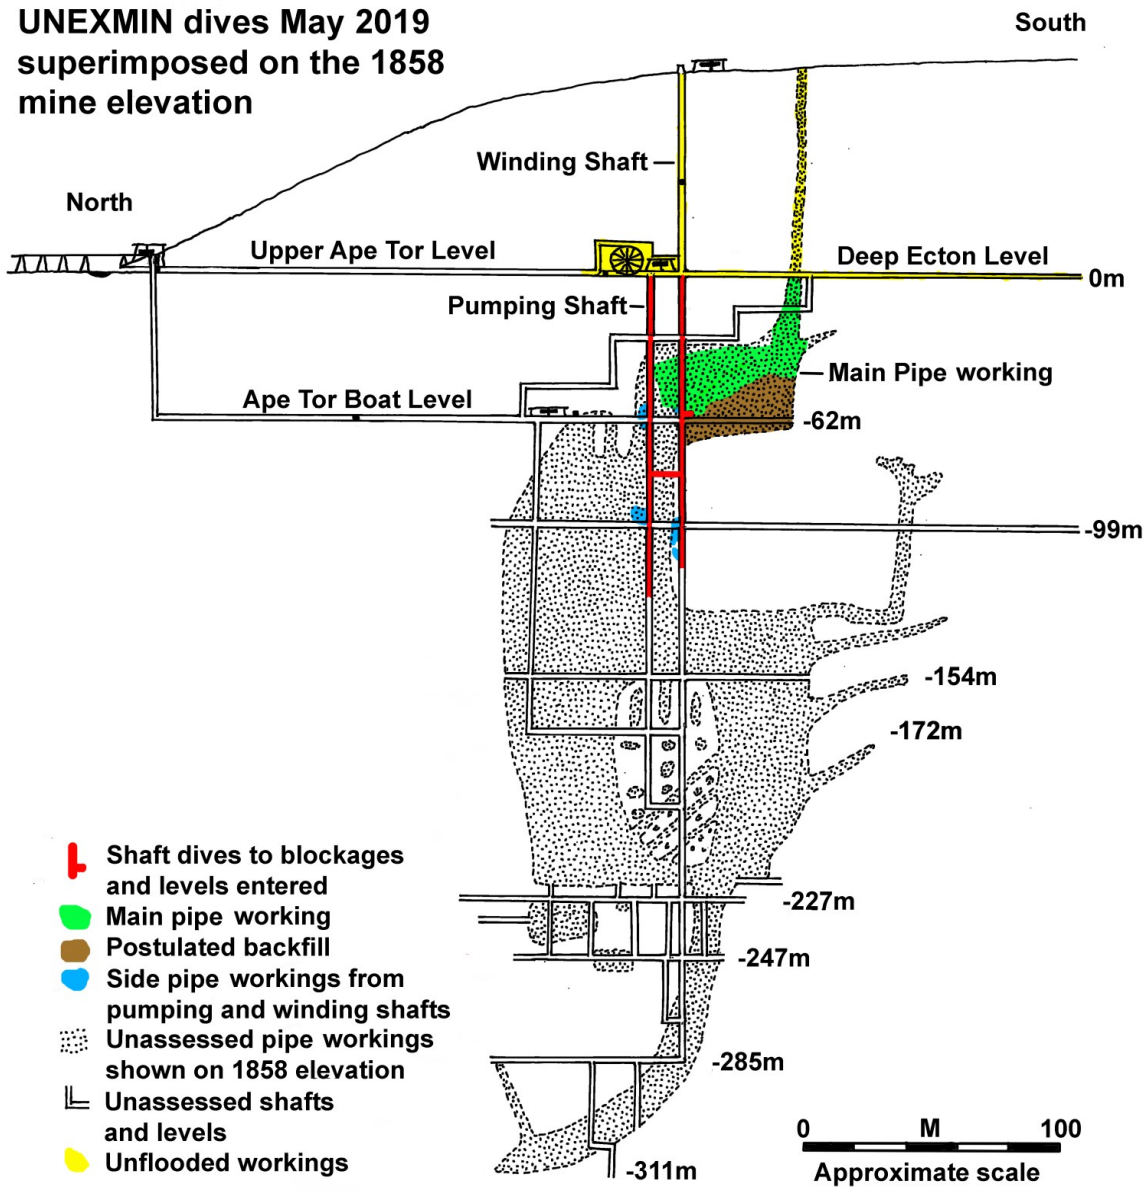 UNEXMIN dives May 2019
superimposed on the 1858
mine elevation
South
Winding Shaft
North
Upper Ape Tor Level
Deep Ecton Level
0m
Pumping Shaft
Main Pipe working
Ape Tor Boat Level
-62m
-99m
-154m
-172m
Shaft dives to blockages
and levels entered
Main pipe working
Postulated backfill
Side pipe workings from
pumping and winding shafts
Unassessed pipe workings
shown on 1858 elevation
Unassessed shafts
and levels
Unflooded workings
-227m
-247m
-285m
-311m
0 M 100
Approximate scale